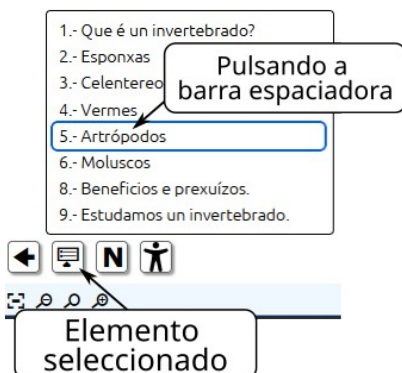 1.- Que é un invertebrado?
2.- Esponxas
3.- Celentereo
4.- Vermes
5.- Artrópodos
6.- Moluscos
8.- Beneficios e prexuízos.
9.- Estudamos un invertebrado.
Pulsando a
barra espaciadora
N
Elemento
seleccionado